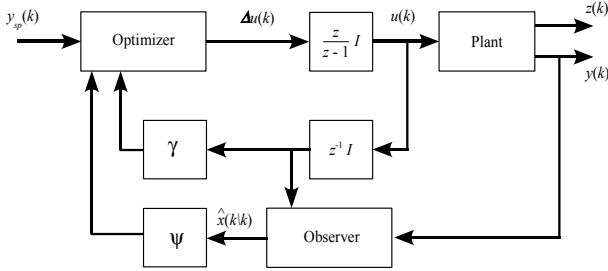 y_sp(k)
Optimizer
Δu(k)
z
z - 1
I
u(k)
Plant
z(k)
y(k)
γ
z⁻¹ I
ψ
x̂(k\k)
Observer